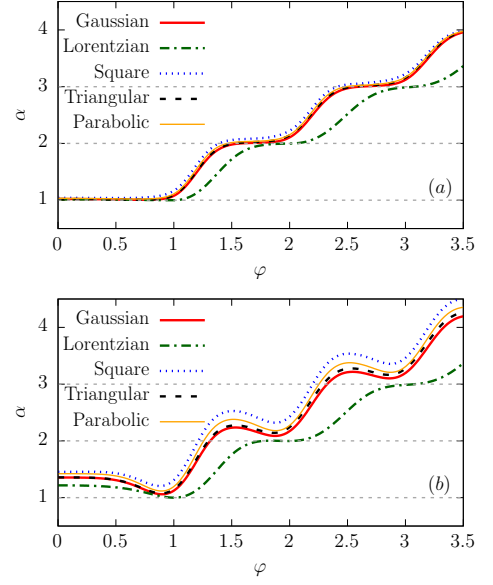 4
Gaussian
Lorentzian
3
Square
α
Triangular
2
Parabolic
1
(a)
0 0.5 1 1.5 2 2.5 3 3.5
φ
4
Gaussian
Lorentzian
3
Square
α
Triangular
2
Parabolic
1
(b)
0 0.5 1 1.5 2 2.5 3 3.5
φ